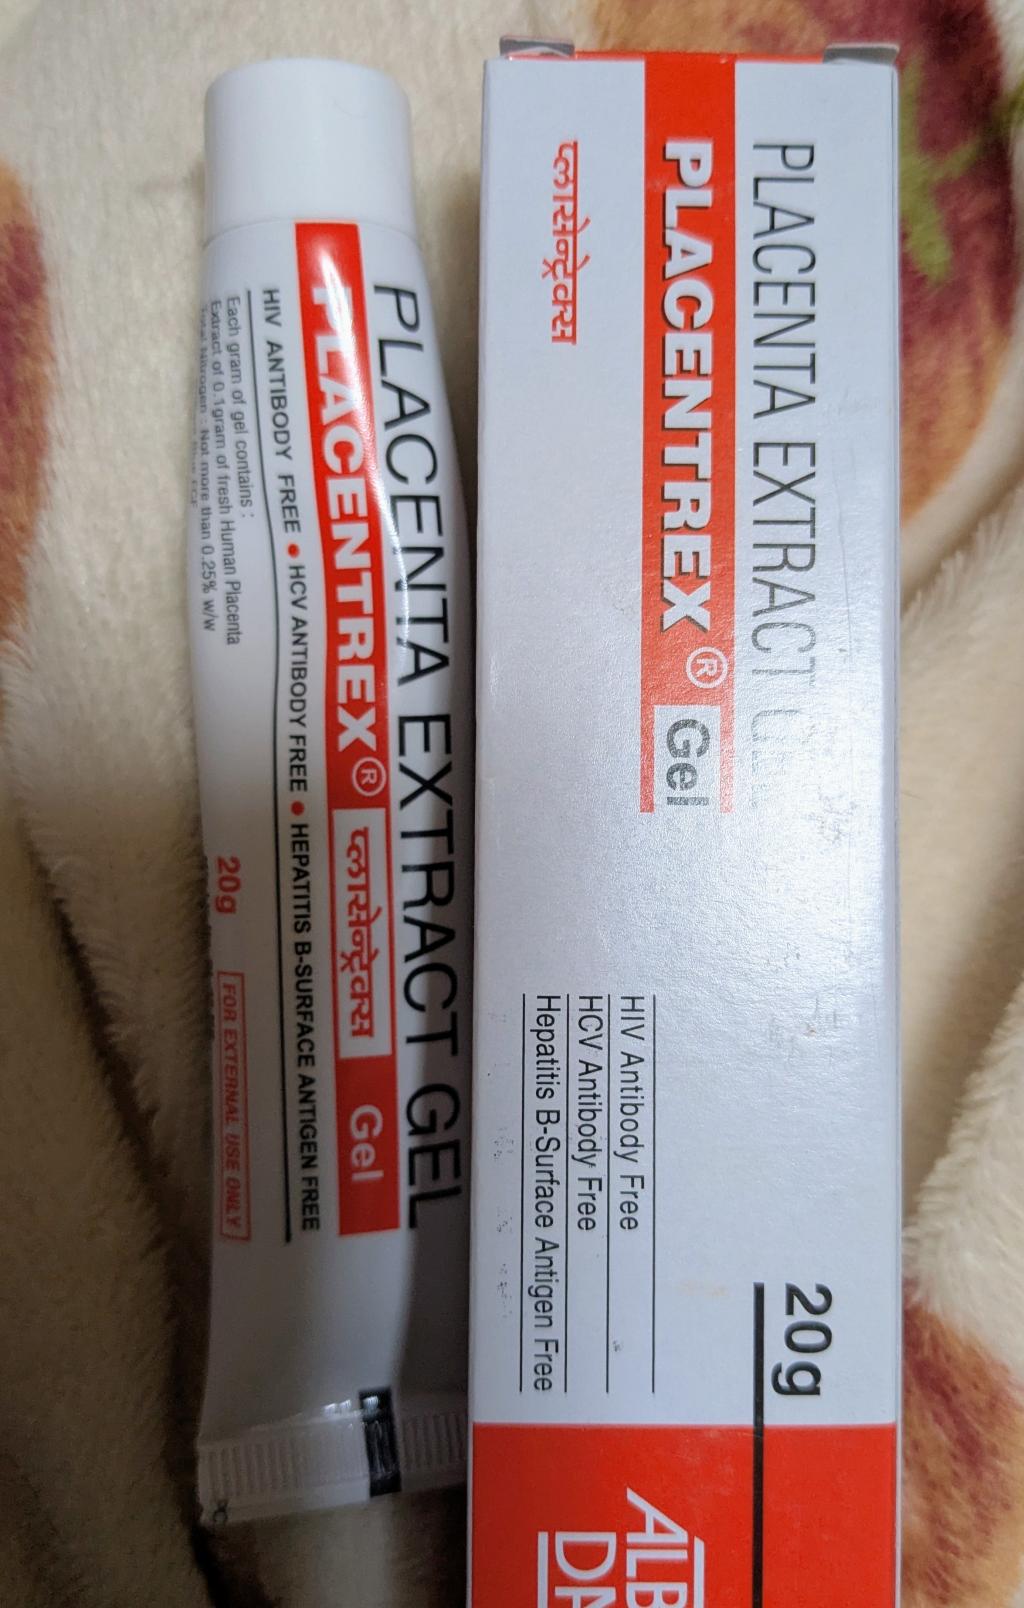 PLACENTA EXTRACT GEL
PLACENTREX® प्लासेन्ट्रेक्स Gel
HIV ANTIBODY FREE • HCV ANTIBODY FREE • HEPATITIS B-SURFACE ANTIGEN FREE
Each gram of gel contains :
Extract of 0.1gram of fresh Human Placenta
Total Nitrogen : Not more than 0.25% w/w
20g
FOR EXTERNAL USE ONLY
PLACENTA EXTRACT
PLACENTREX® Gel
प्लासेन्ट्रेक्स
20g
HIV Antibody Free
HCV Antibody Free
Hepatitis B-Surface Antigen Free